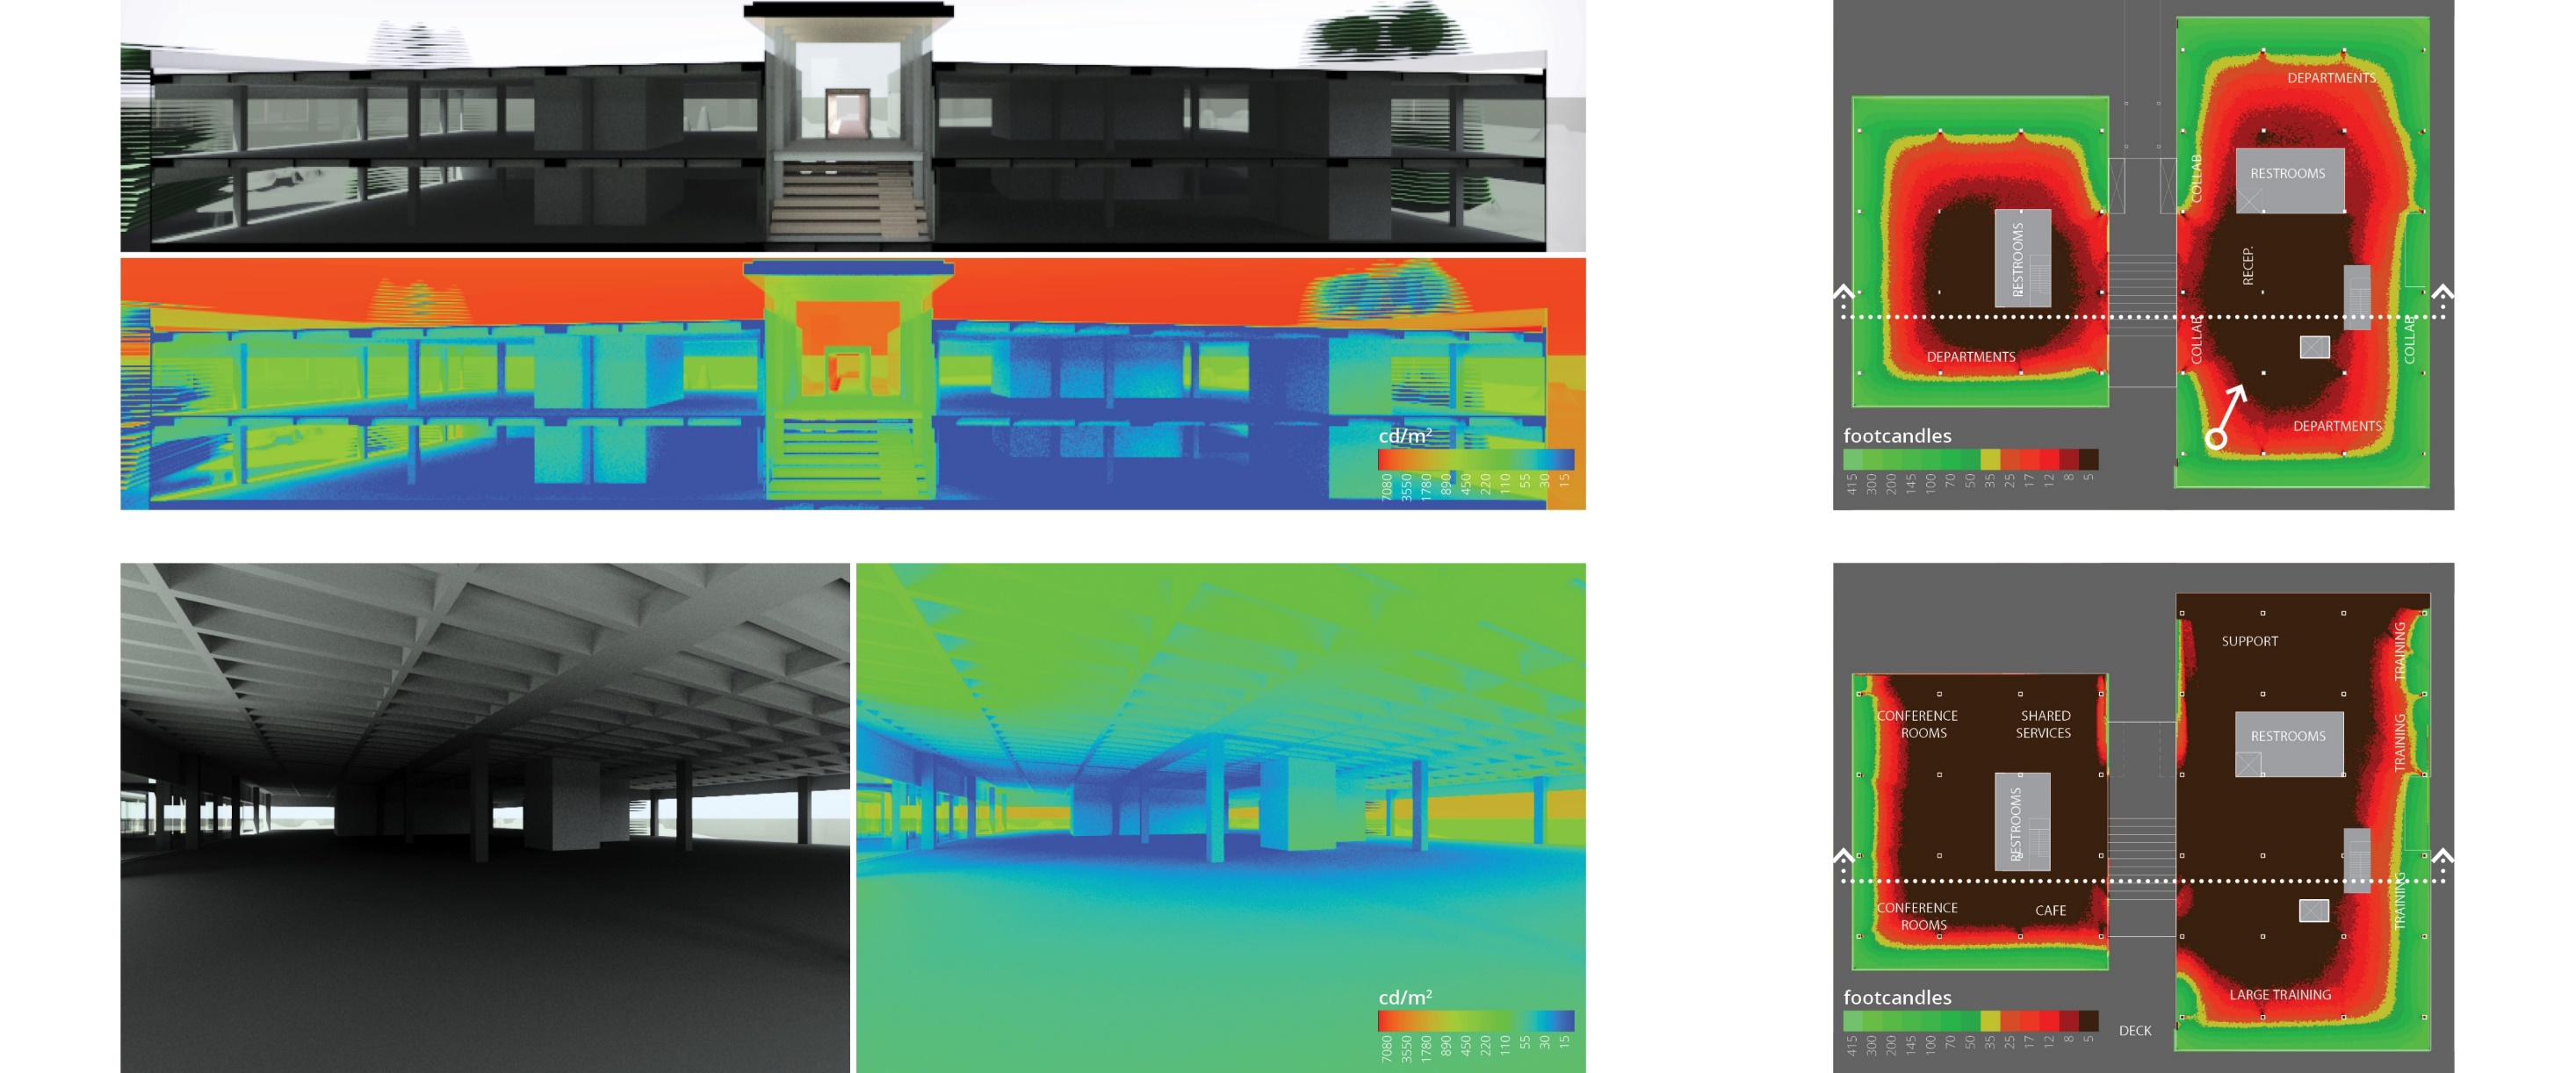 cd/m²
7080 3550 1780 890 450 220 110 55 30 15
DEPARTMENTS
COLLAB
RESTROOMS
RESTROOMS
RECEP.
COLLAB
COLLAB
DEPARTMENTS
DEPARTMENTS
footcandles
415 300 200 145 100 70 50 35 25 17 12 8 5
cd/m²
7080 3550 1780 890 450 220 110 55 30 15
SUPPORT
TRAINING
CONFERENCE
ROOMS
SHARED
SERVICES
RESTROOMS
TRAINING
RESTROOMS
TRAINING
CONFERENCE
ROOMS
CAFE
LARGE TRAINING
DECK
footcandles
415 300 200 145 100 70 50 35 25 17 12 8 5